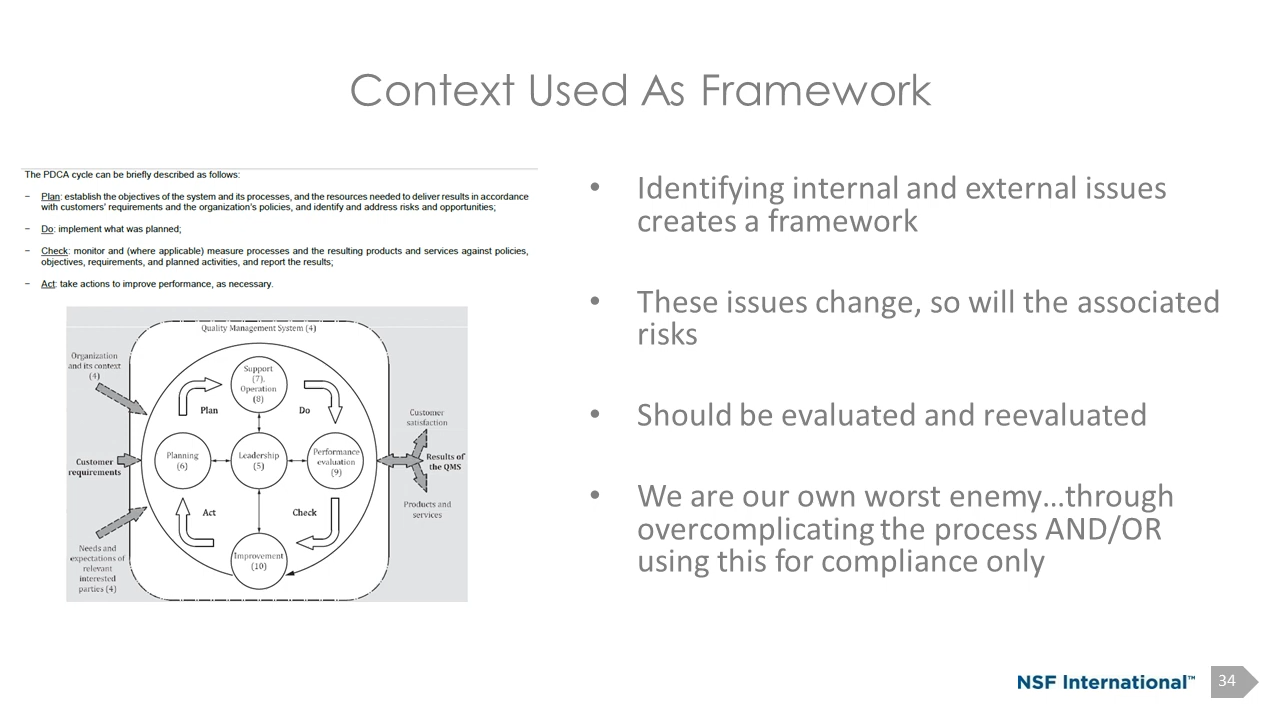 Context Used As Framework
The PDCA cycle can be briefly described as follows:
− Plan: establish the objectives of the system and its processes, and the resources needed to deliver results in accordance
with customers' requirements and the organization's policies, and identify and address risks and opportunities;
− Do: implement what was planned;
− Check: monitor and (where applicable) measure processes and the resulting products and services against policies,
objectives, requirements, and planned activities, and report the results;
− Act: take actions to improve performance, as necessary.
Quality Management System (4)
Organization
and its context
(4)
Customer
requirements
Needs and
expectations of
relevant
interested
parties (4)
Support
(7),
Operation
(8)
Plan
Do
Planning
(6)
Leadership
(5)
Performance
evaluation
(9)
Act
Check
Improvement
(10)
Customer
satisfaction
Results of
the QMS
Products and
services
• Identifying internal and external issues
creates a framework
• These issues change, so will the associated
risks
• Should be evaluated and reevaluated
• We are our own worst enemy…through
overcomplicating the process AND/OR
using this for compliance only
NSF International™
34